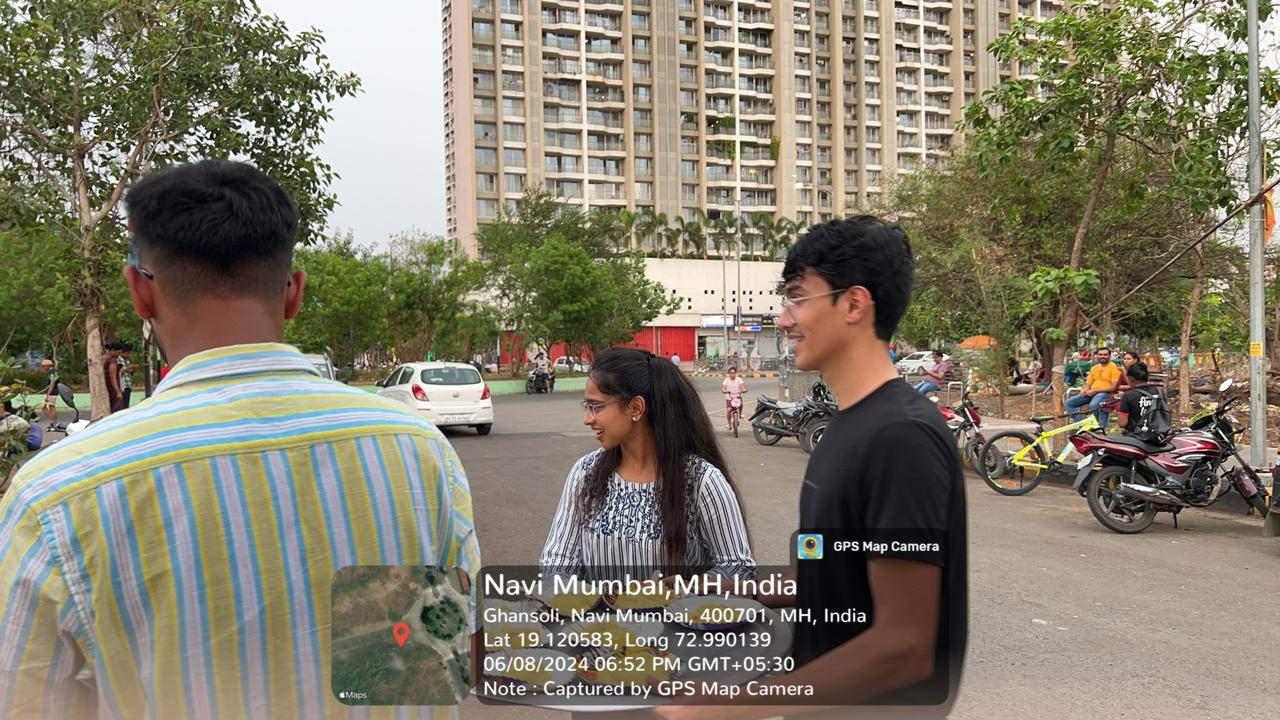 GPS Map Camera
Navi Mumbai,MH,India
Ghansoli, Navi Mumbai, 400701, MH, India
Lat 19.120583, Long 72.990139
06/08/2024 06:52 PM GMT+05:30
Note : Captured by GPS Map Camera
Maps